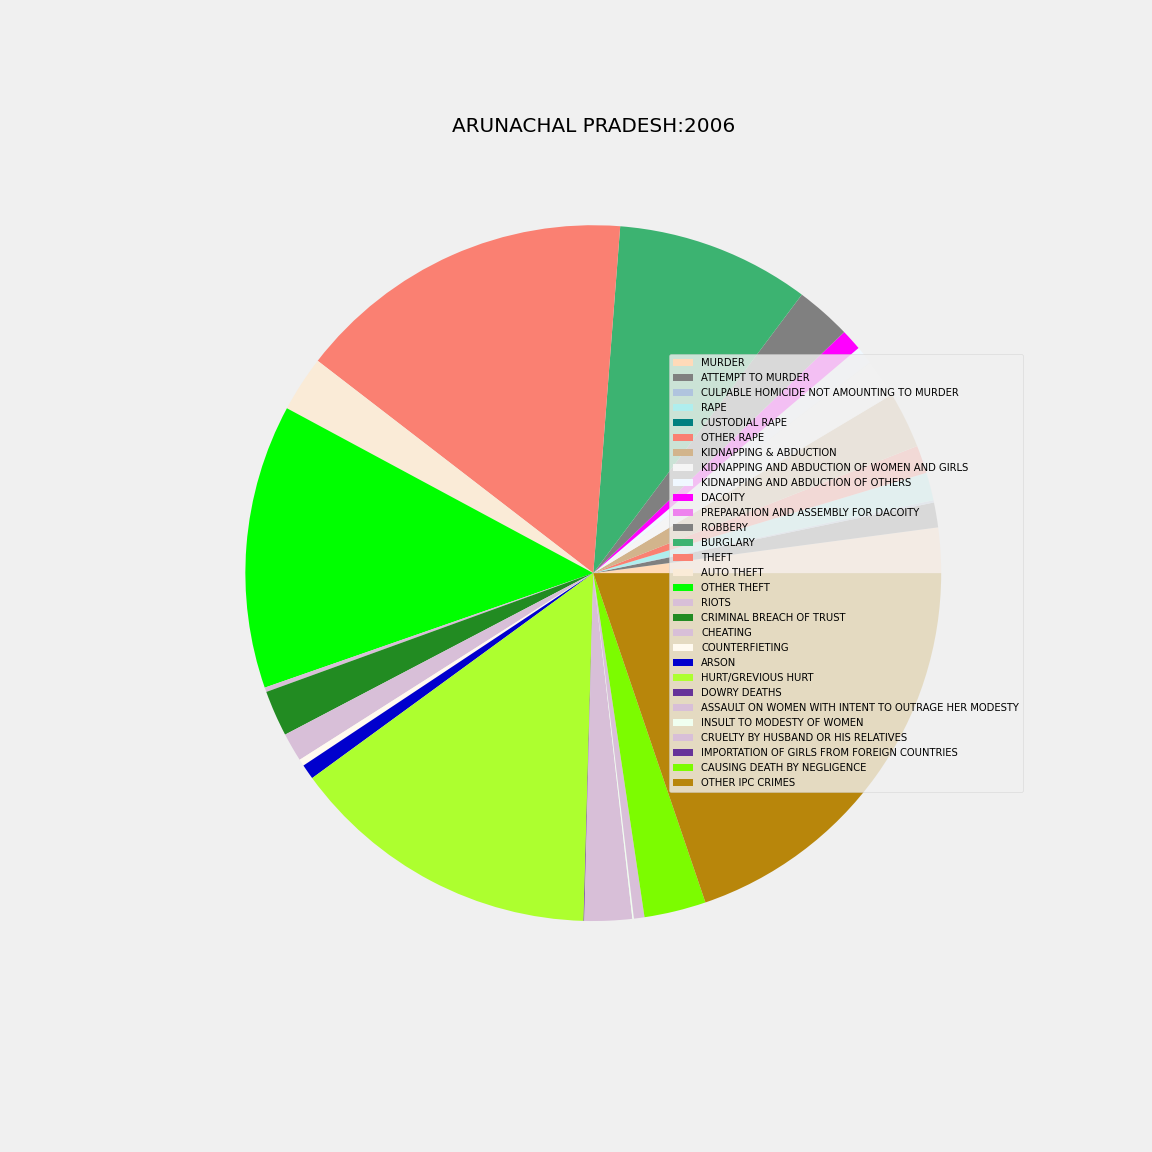 ARUNACHAL PRADESH:2006
MURDER
ATTEMPT TO MURDER
CULPABLE HOMICIDE NOT AMOUNTING TO MURDER
RAPE
CUSTODIAL RAPE
OTHER RAPE
KIDNAPPING & ABDUCTION
KIDNAPPING AND ABDUCTION OF WOMEN AND GIRLS
KIDNAPPING AND ABDUCTION OF OTHERS
DACOITY
PREPARATION AND ASSEMBLY FOR DACOITY
ROBBERY
BURGLARY
THEFT
AUTO THEFT
OTHER THEFT
RIOTS
CRIMINAL BREACH OF TRUST
CHEATING
COUNTERFIETING
ARSON
HURT/GREVIOUS HURT
DOWRY DEATHS
ASSAULT ON WOMEN WITH INTENT TO OUTRAGE HER MODESTY
INSULT TO MODESTY OF WOMEN
CRUELTY BY HUSBAND OR HIS RELATIVES
IMPORTATION OF GIRLS FROM FOREIGN COUNTRIES
CAUSING DEATH BY NEGLIGENCE
OTHER IPC CRIMES